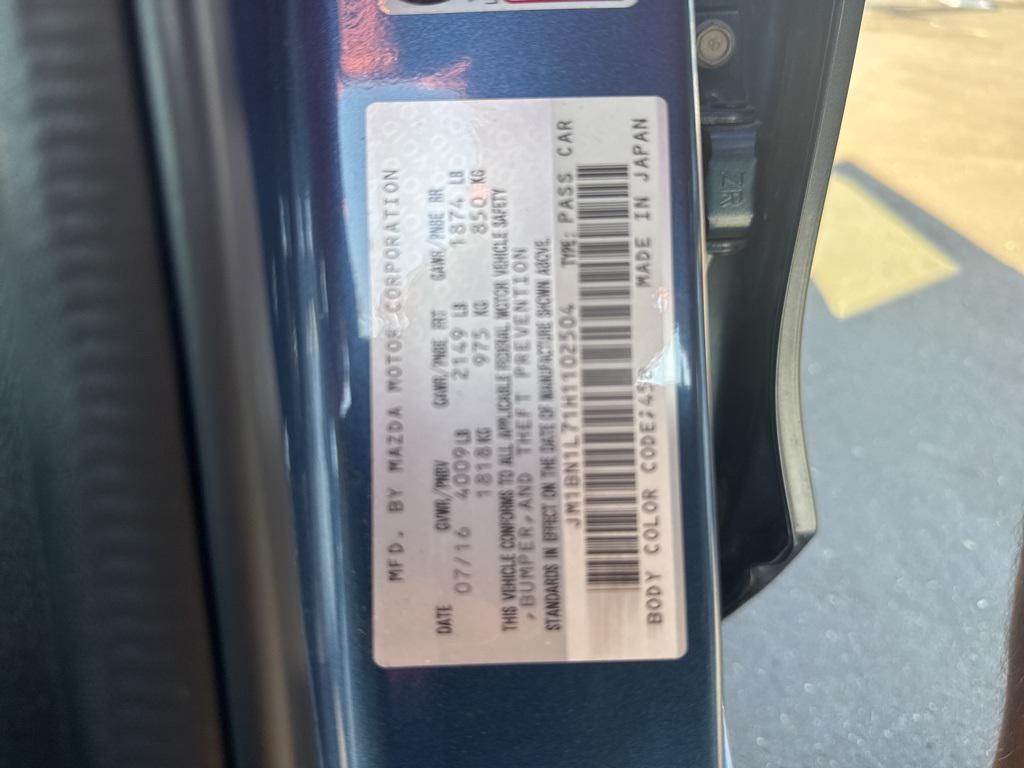 MFD. BY MAZDA MOTOR CORPORATION
DATE GVWR/PNBV GAWR/PNBE FRT GAWR/PNBE RR
07/16 4009LB 2149 LB 1874 LB
1818KG 975 KG 850 KG
THIS VEHICLE CONFORMS TO ALL APPLICABLE FEDERAL MOTOR VEHICLE SAFETY
, BUMPER, AND THEFT PREVENTION
STANDARDS IN EFFECT ON THE DATE OF MANUFACTURE SHOWN ABOVE.
JM1BN1L71H1102504 TYPE: PASS CAR
BODY COLOR CODE: MADE IN JAPAN
ZR